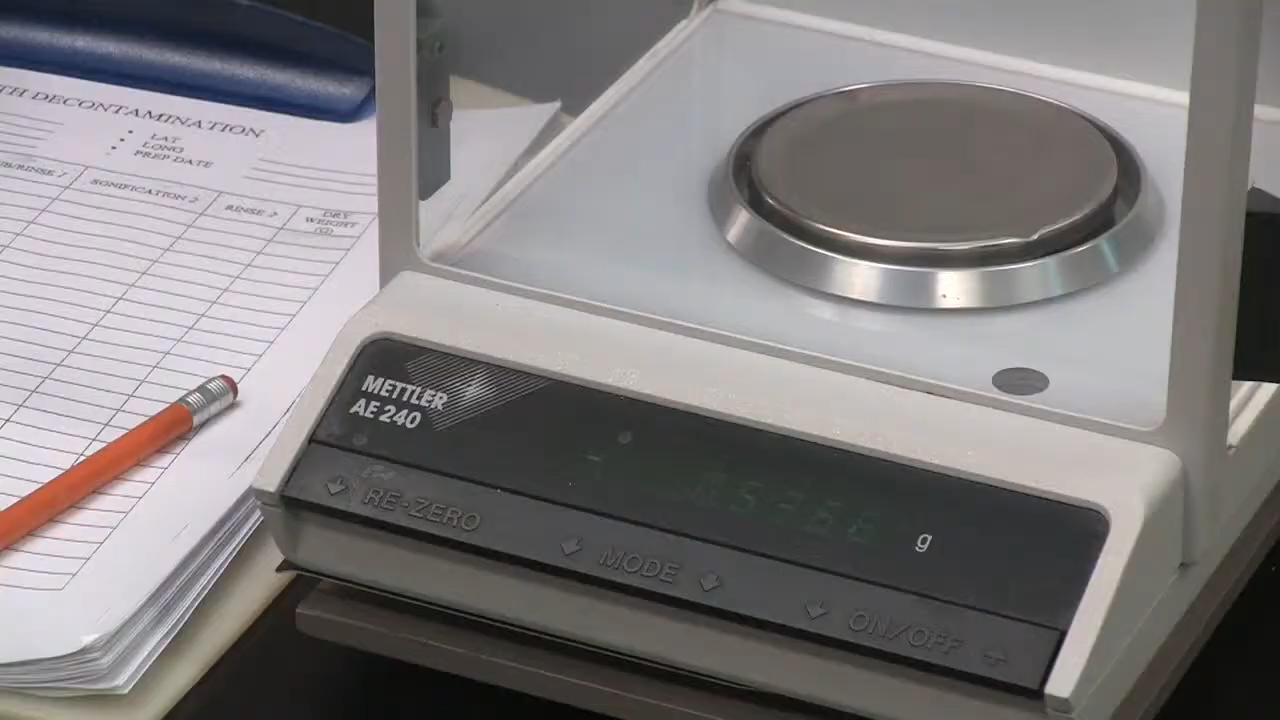 TH DECONTAMINATION
• LAT
• LONG
• PREP DATE
SONIFICATION 2
RINSE 2
DRY
WEIGHT
(G)
METTLER
AE 240
g
RE-ZERO
MODE
ON/OFF